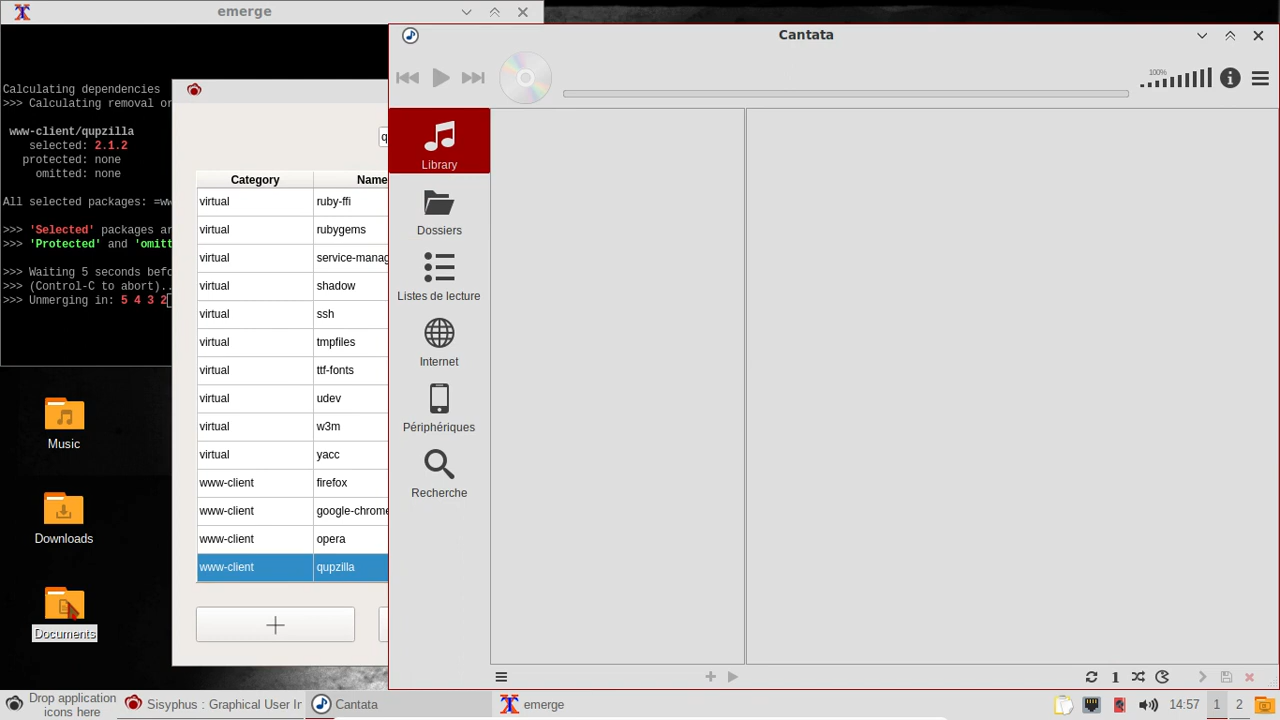 emerge
Calculating dependencies
>>> Calculating removal or
www-client/qupzilla
selected: 2.1.2
protected: none
omitted: none
All selected packages: =ww
>>> 'Selected' packages ar
>>> 'Protected' and 'omitt
>>> Waiting 5 seconds befo
>>> (Control-C to abort)..
>>> Unmerging in: 5 4 3 2
Music
Downloads
Documents
q
Category Name
virtual ruby-ffi
virtual rubygems
virtual service-manag
virtual shadow
virtual ssh
virtual tmpfiles
virtual ttf-fonts
virtual udev
virtual w3m
virtual yacc
www-client firefox
www-client google-chrome
www-client opera
www-client qupzilla
Cantata
100%
Library
Dossiers
Listes de lecture
Internet
Périphériques
Recherche
1
Drop application
icons here
Sisyphus : Graphical User In
Cantata
emerge
14:57
1
2